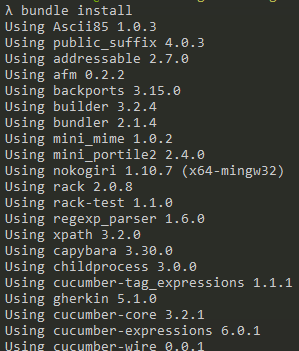 λ bundle install
Using Ascii85 1.0.3
Using public_suffix 4.0.3
Using addressable 2.7.0
Using afm 0.2.2
Using backports 3.15.0
Using builder 3.2.4
Using bundler 2.1.4
Using mini_mime 1.0.2
Using mini_portile2 2.4.0
Using nokogiri 1.10.7 (x64-mingw32)
Using rack 2.0.8
Using rack-test 1.1.0
Using regexp_parser 1.6.0
Using xpath 3.2.0
Using capybara 3.30.0
Using childprocess 3.0.0
Using cucumber-tag_expressions 1.1.1
Using gherkin 5.1.0
Using cucumber-core 3.2.1
Using cucumber-expressions 6.0.1
Using cucumber-wire 0.0.1